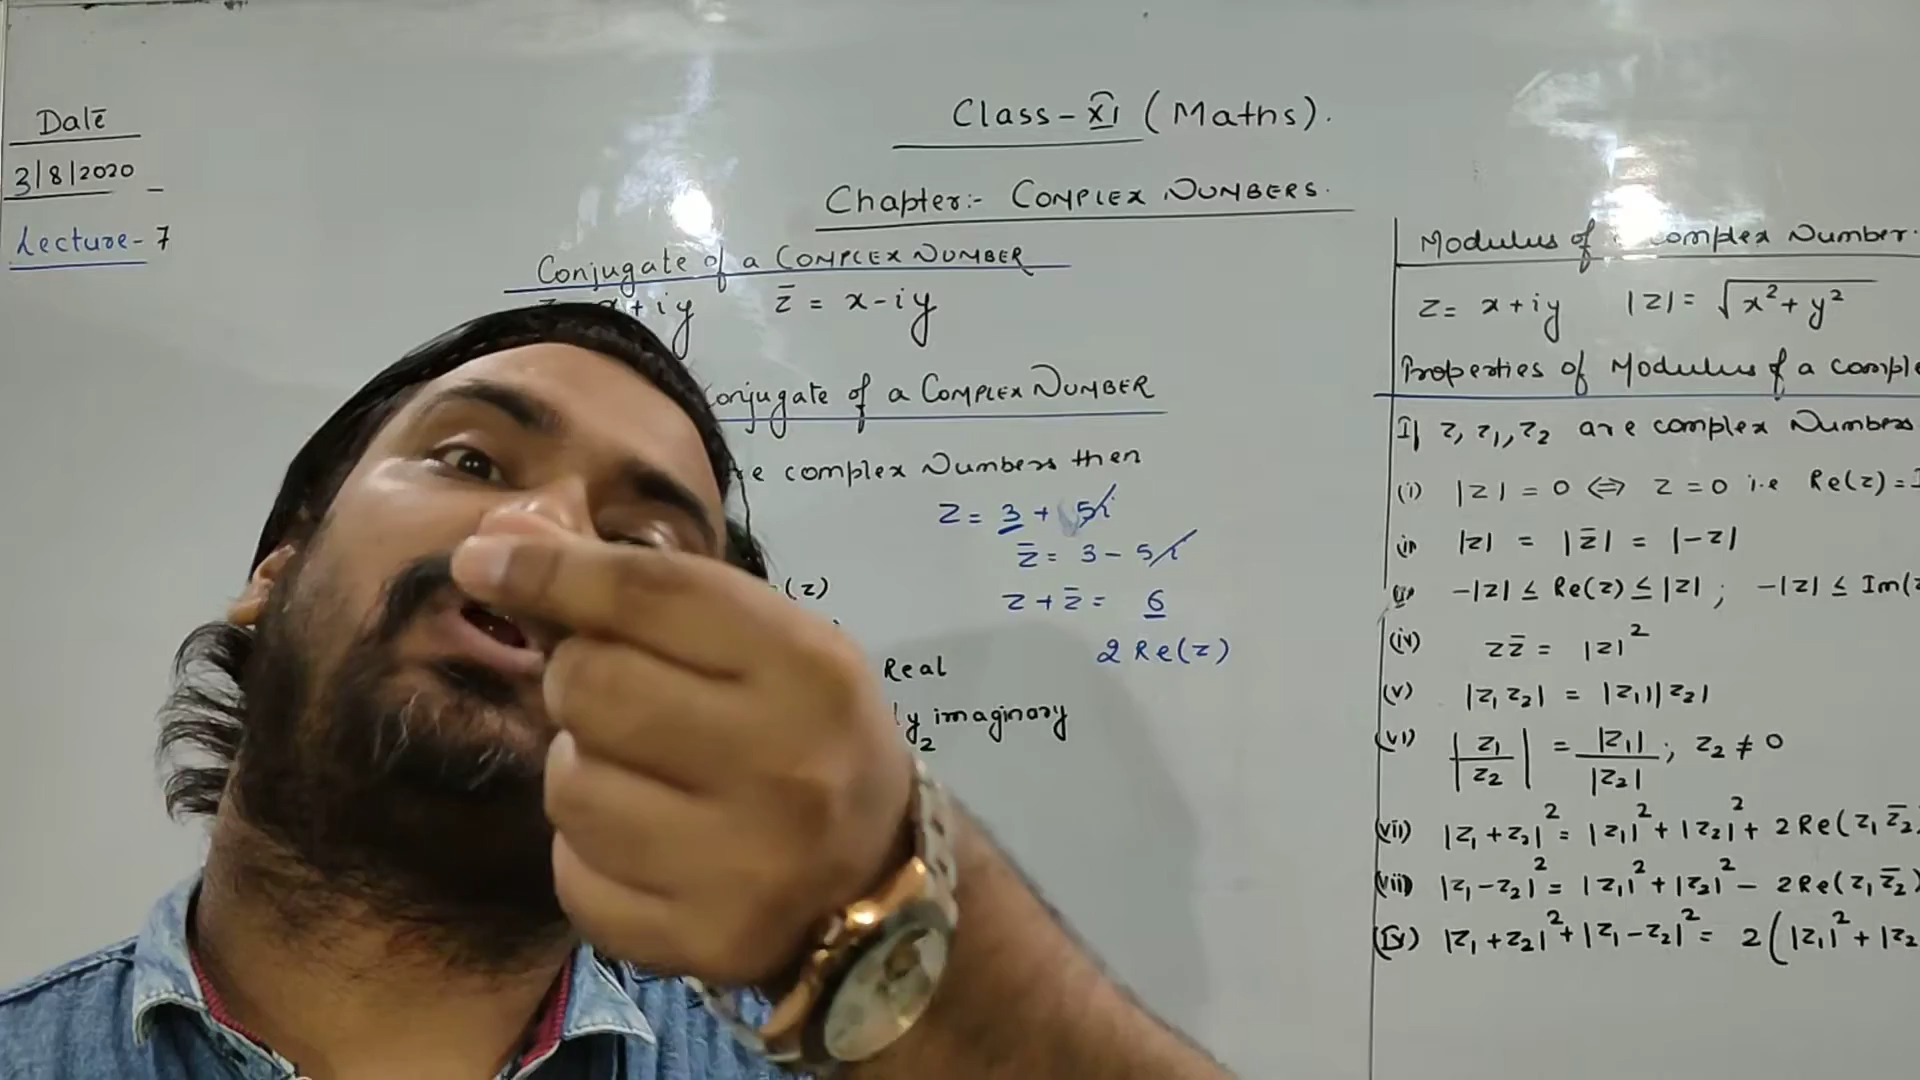 Date
3/8/2020
Lecture-7
Class-XI (Maths).
Chapter:- COMPLEX NUMBERS.
Conjugate of a COMPLEX NUMBER
+ iy z̄ = x-iy
Conjugate of a COMPLEX NUMBER
complex Numbers then
z = 3 + 5i
z̄ = 3 - 5i
(z)
z + z̄ = 6
2 Re(z)
Real
ly imaginary
2
Modulus of complex Number.
z = x + iy |z| = √x²+y²
Properties of Modulus of a comple
If z, z₁, z₂ are complex Numbers
(i) |z| = 0 ⇔ z = 0 i.e Re(z) =
(ii) |z| = |z̄| = |-z|
-|z| ≤ Re(z) ≤ |z| ; -|z| ≤ Im(z
(iv) z z̄ = |z|²
(v) |z₁z₂| = |z₁||z₂|
(vi) |z₁/z₂| = |z₁|/|z₂| ; z₂ ≠ 0
(vii) |z₁+z₂|² = |z₁|² + |z₂|² + 2Re(z₁z̄₂)
(viii) |z₁-z₂|² = |z₁|² + |z₂|² - 2Re(z₁z̄₂)
(ix) |z₁+z₂|² + |z₁-z₂|² = 2(|z₁|² + |z₂